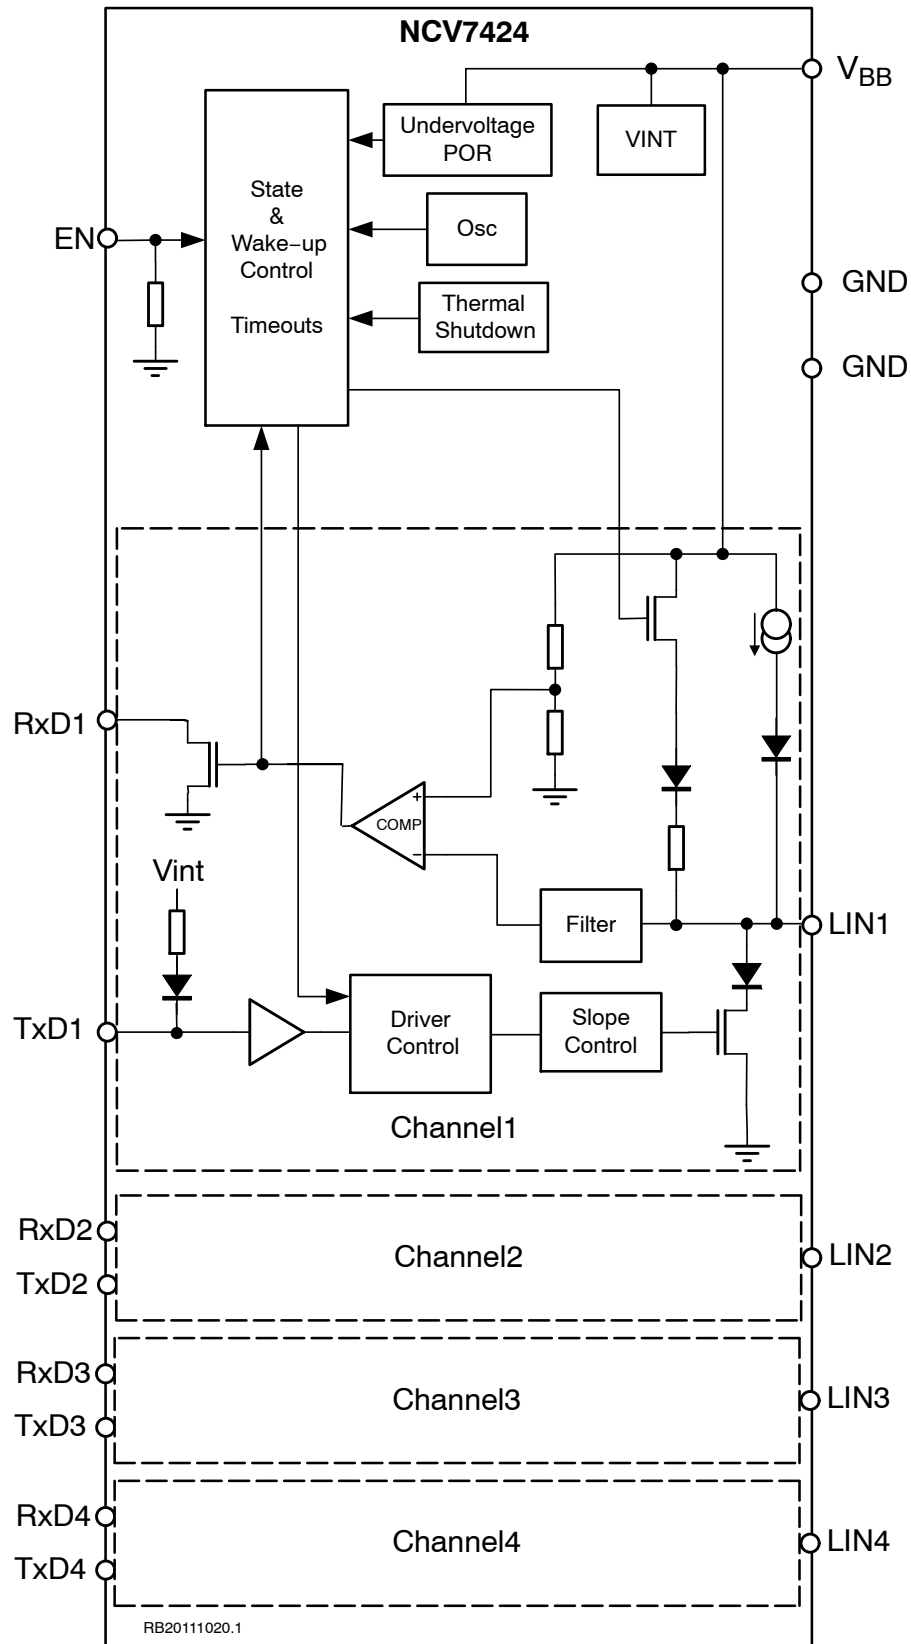 NCV7424
VBB
Undervoltage
POR
VINT
State
&
Wake−up
Control
Timeouts
Osc
EN
Thermal
Shutdown
GND
GND
RxD1
+
COMP
−
Vint
Filter
LIN1
TxD1
Driver
Control
Slope
Control
Channel1
RxD2
TxD2
Channel2
LIN2
RxD3
TxD3
Channel3
LIN3
RxD4
TxD4
Channel4
LIN4
RB20111020.1